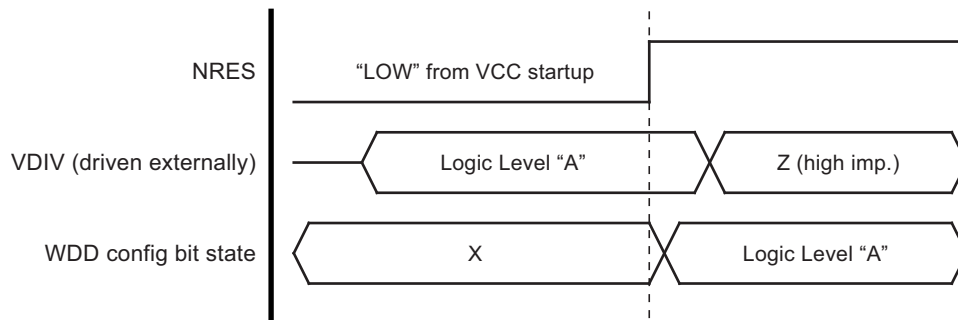 NRES
“LOW” from VCC startup
VDIV (driven externally)
Logic Level “A”
Z (high imp.)
WDD config bit state
X
Logic Level “A”